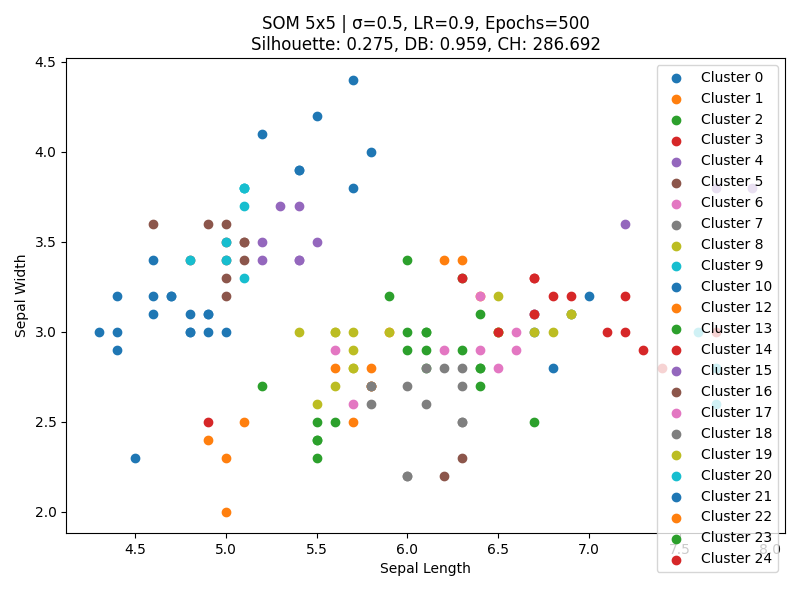 SOM 5x5 | σ=0.5, LR=0.9, Epochs=500
Silhouette: 0.275, DB: 0.959, CH: 286.692
4.5
4.0
3.5
3.0
2.5
2.0
Sepal Width
4.5
5.0
5.5
6.0
6.5
7.0
7.5
8.0
Sepal Length
Cluster 0
Cluster 1
Cluster 2
Cluster 3
Cluster 4
Cluster 5
Cluster 6
Cluster 7
Cluster 8
Cluster 9
Cluster 10
Cluster 12
Cluster 13
Cluster 14
Cluster 15
Cluster 16
Cluster 17
Cluster 18
Cluster 19
Cluster 20
Cluster 21
Cluster 22
Cluster 23
Cluster 24